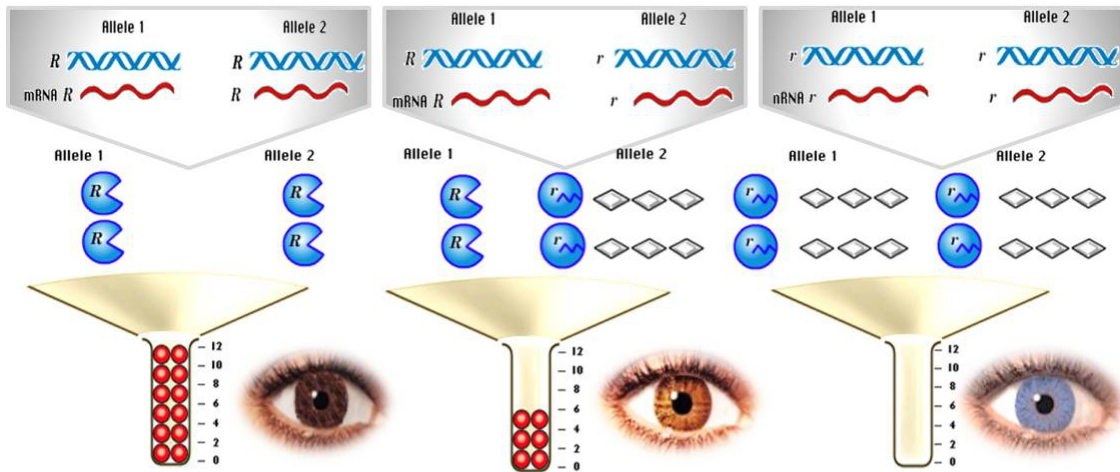 Allele 1 Allele 2 Allele 1 Allele 2 Allele 1 Allele 2
R R R r r r
mRNA R R mRNA R r nRNA r r
Allele 1 Allele 2 Allele 1 Allele 2 Allele 1 Allele 2
R R R r r r
R R R r r r
12 12 12
10 10 10
8 8 8
6 6 6
4 4 4
2 2 2
0 0 0